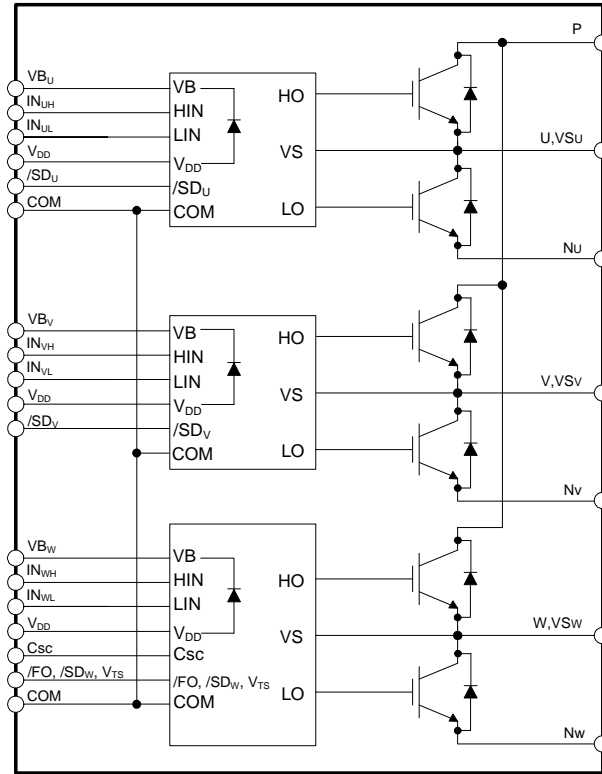 P
VBU
VB
INUH
HIN
HO
INUL
LIN
VDD
VDD
VS
U,VSU
/SDU
/SDU
COM
COM
LO
NU
VBV
VB
INVH
HIN
HO
INVL
LIN
VDD
VDD
VS
V,VSV
/SDV
/SDV
COM
LO
NV
VBW
VB
INWH
HIN
HO
INWL
LIN
VDD
VDD
VS
W,VSW
Csc
Csc
/FO, /SDW, VTS
/FO, /SDW, VTS
LO
COM
COM
NW